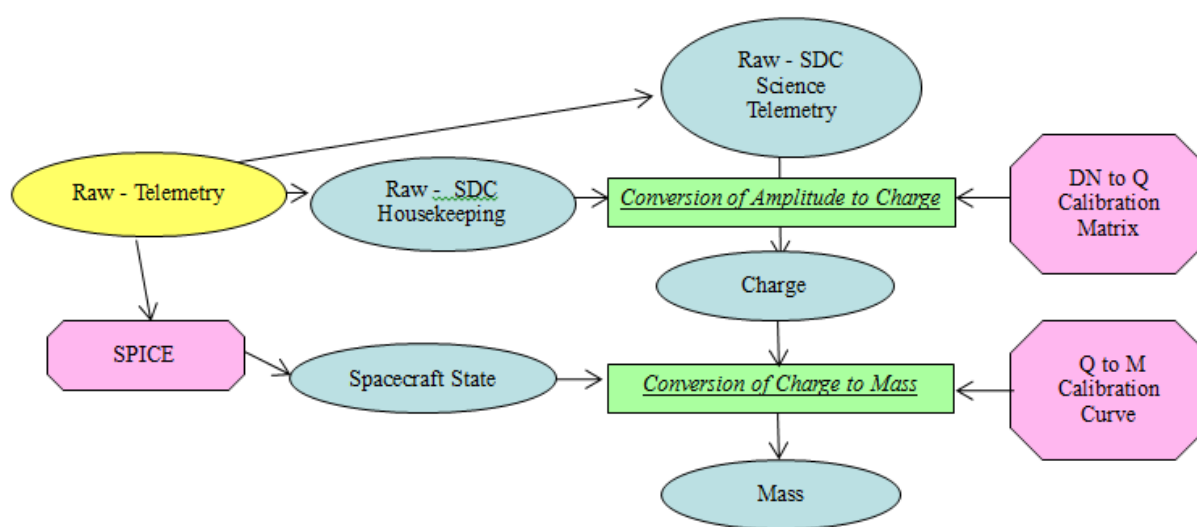 Raw - SDC
Science
Telemetry
Raw - Telemetry
Raw - SDC
Housekeeping
Conversion of Amplitude to Charge
DN to Q
Calibration
Matrix
Charge
SPICE
Spacecraft State
Conversion of Charge to Mass
Q to M
Calibration
Curve
Mass